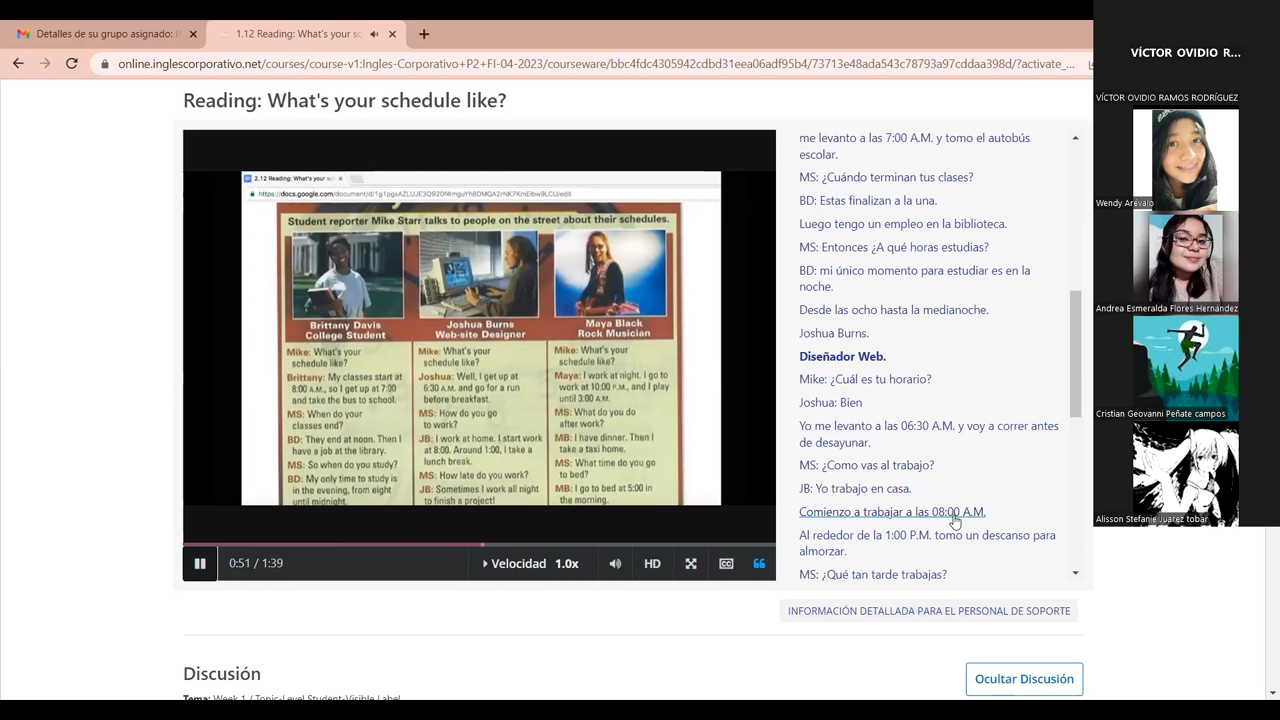 Detalles de su grupo asignado: I
1.12 Reading: What's your sc
online.inglescorporativo.net/courses/course-v1:Ingles-Corporativo+P2+FI-04-2023/courseware/bbc4fdc4305942cdbd31eea06adf95b4/73713e48ada543c78793a97cddaa398d/?activate_...
Reading: What's your schedule like?
2.12 Reading: What's your sc
Student reporter Mike Starr talks to people on the street about their schedules.
Brittany Davis
College Student
Mike: What's your
schedule like?
Brittany: My classes start at
8:00 A.M., so I get up at 7:00
and take the bus to school.
MS: When do your
classes end?
BD: They end at noon. Then I
have a job at the library.
MS: So when do you study?
BD: My only time to study is
in the evening, from eight
until midnight.
Joshua Burns
Web-site Designer
Mike: What's your
schedule like?
Joshua: Well, I get up at
6:30 A.M. and go for a run
before breakfast.
MS: How do you go
to work?
JB: I work at home. I start work
at 8:00. Around 1:00, I take a
lunch break.
MS: How late do you work?
JB: Sometimes I work all night
to finish a project!
Maya Black
Rock Musician
Mike: What's your
schedule like?
Maya: I work at night. I go to
work at 10:00 P.M., and I play
until 3:00 A.M.
MS: What do you do
after work?
MB: I have dinner. Then I
take a taxi home.
MS: What time do you go
to bed?
MB: I go to bed at 5:00 in
the morning.
0:51 / 1:39
Velocidad 1.0x
HD
me levanto a las 7:00 A.M. y tomo el autobús
escolar.
MS: ¿Cuándo terminan tus clases?
BD: Estas finalizan a la una.
Luego tengo un empleo en la biblioteca.
MS: Entonces ¿A qué horas estudias?
BD: mi único momento para estudiar es en la
noche.
Desde las ocho hasta la medianoche.
Joshua Burns.
Diseñador Web.
Mike: ¿Cuál es tu horario?
Joshua: Bien
Yo me levanto a las 06:30 A.M. y voy a correr antes
de desayunar.
MS: ¿Como vas al trabajo?
JB: Yo trabajo en casa.
Comienzo a trabajar a las 08:00 A.M.
Al rededor de la 1:00 P.M. tomo un descanso para
almorzar.
MS: ¿Qué tan tarde trabajas?
INFORMACIÓN DETALLADA PARA EL PERSONAL DE SOPORTE
Discusión
Ocultar Discusión
Tema: Week 1 / Topic-Level Student-Visible Label
VÍCTOR OVIDIO R...
VÍCTOR OVIDIO RAMOS RODRÍGUEZ
Wendy Arévalo
Andrea Esmeralda Flores Hernández
Cristian Geovanni Peñate campos
Alisson Stefanie Juarez tobar